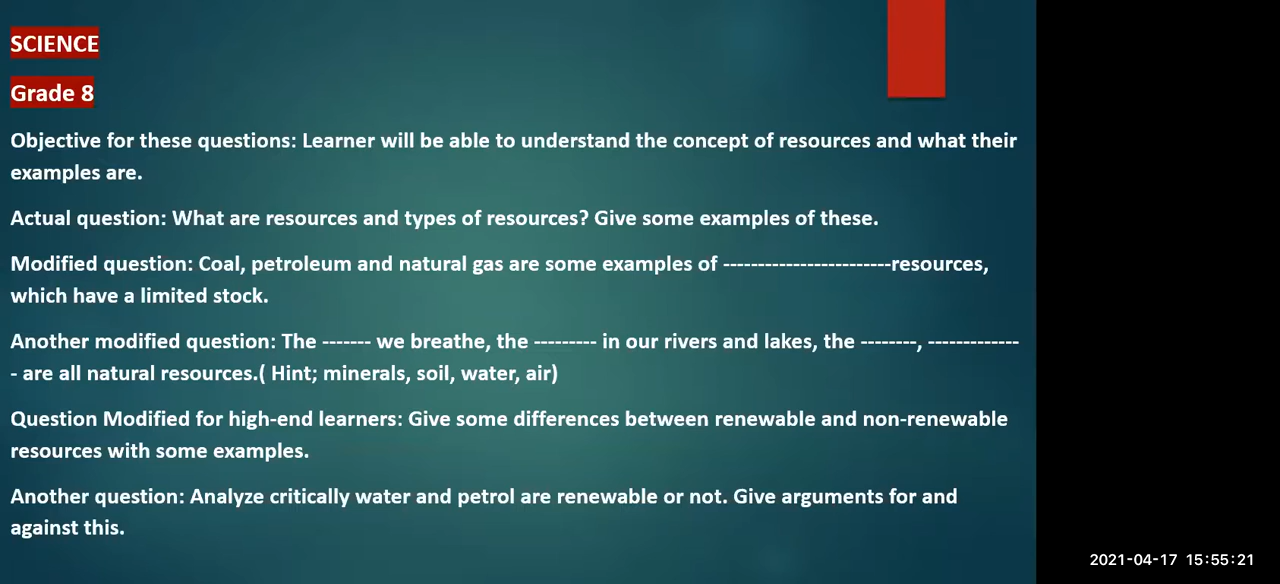 SCIENCE
Grade 8
Objective for these questions: Learner will be able to understand the concept of resources and what their
examples are.
Actual question: What are resources and types of resources? Give some examples of these.
Modified question: Coal, petroleum and natural gas are some examples of ------------------------resources,
which have a limited stock.
Another modified question: The ------- we breathe, the --------- in our rivers and lakes, the --------, -------------
- are all natural resources.( Hint; minerals, soil, water, air)
Question Modified for high-end learners: Give some differences between renewable and non-renewable
resources with some examples.
Another question: Analyze critically water and petrol are renewable or not. Give arguments for and
against this.
2021-04-17 15:55:21